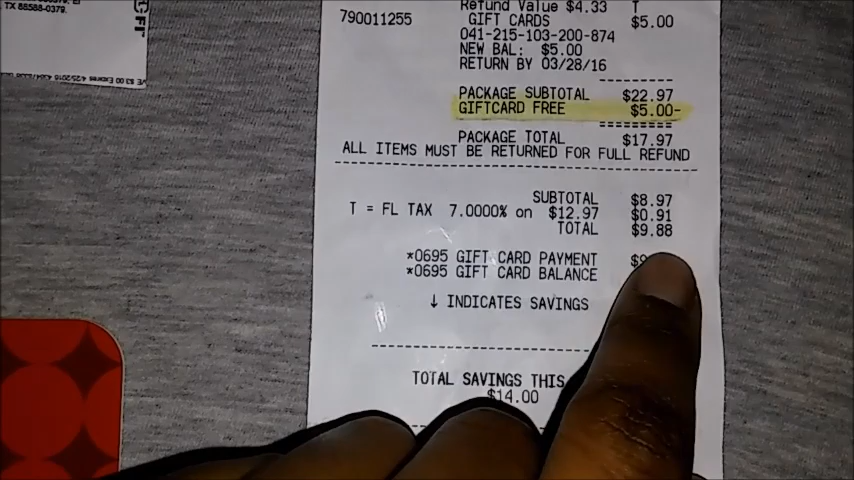 TX 88588-0379.
Refund Value $4.33 T
790011255 GIFT CARDS $5.00
041-215-103-200-874
NEW BAL: $5.00
RETURN BY 03/28/16
PACKAGE SUBTOTAL $22.97
GIFTCARD FREE $5.00-
PACKAGE TOTAL $17.97
ALL ITEMS MUST BE RETURNED FOR FULL REFUND
SUBTOTAL $8.97
T = FL TAX 7.0000% on $12.97 $0.91
TOTAL $9.88
*0695 GIFT CARD PAYMENT
*0695 GIFT CARD BALANCE
↓ INDICATES SAVINGS
TOTAL SAVINGS THIS
$14.00